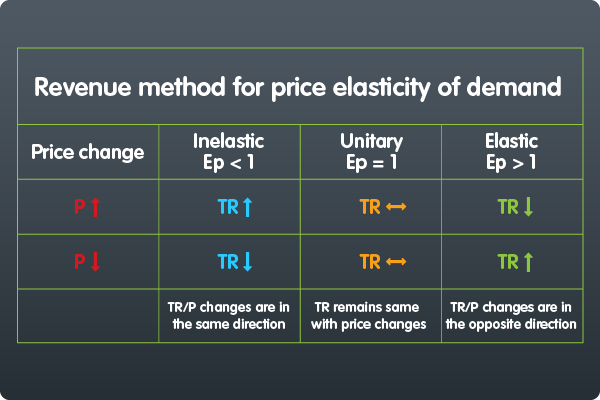 Revenue method for price elasticity of demand
Price change
Inelastic
Ep < 1
Unitary
Ep = 1
Elastic
Ep > 1
P ↑
TR ↑
TR ↔
TR ↓
P ↓
TR ↓
TR ↔
TR ↑
TR/P changes are in
the same direction
TR remains same
with price changes
TR/P changes are in
the opposite direction